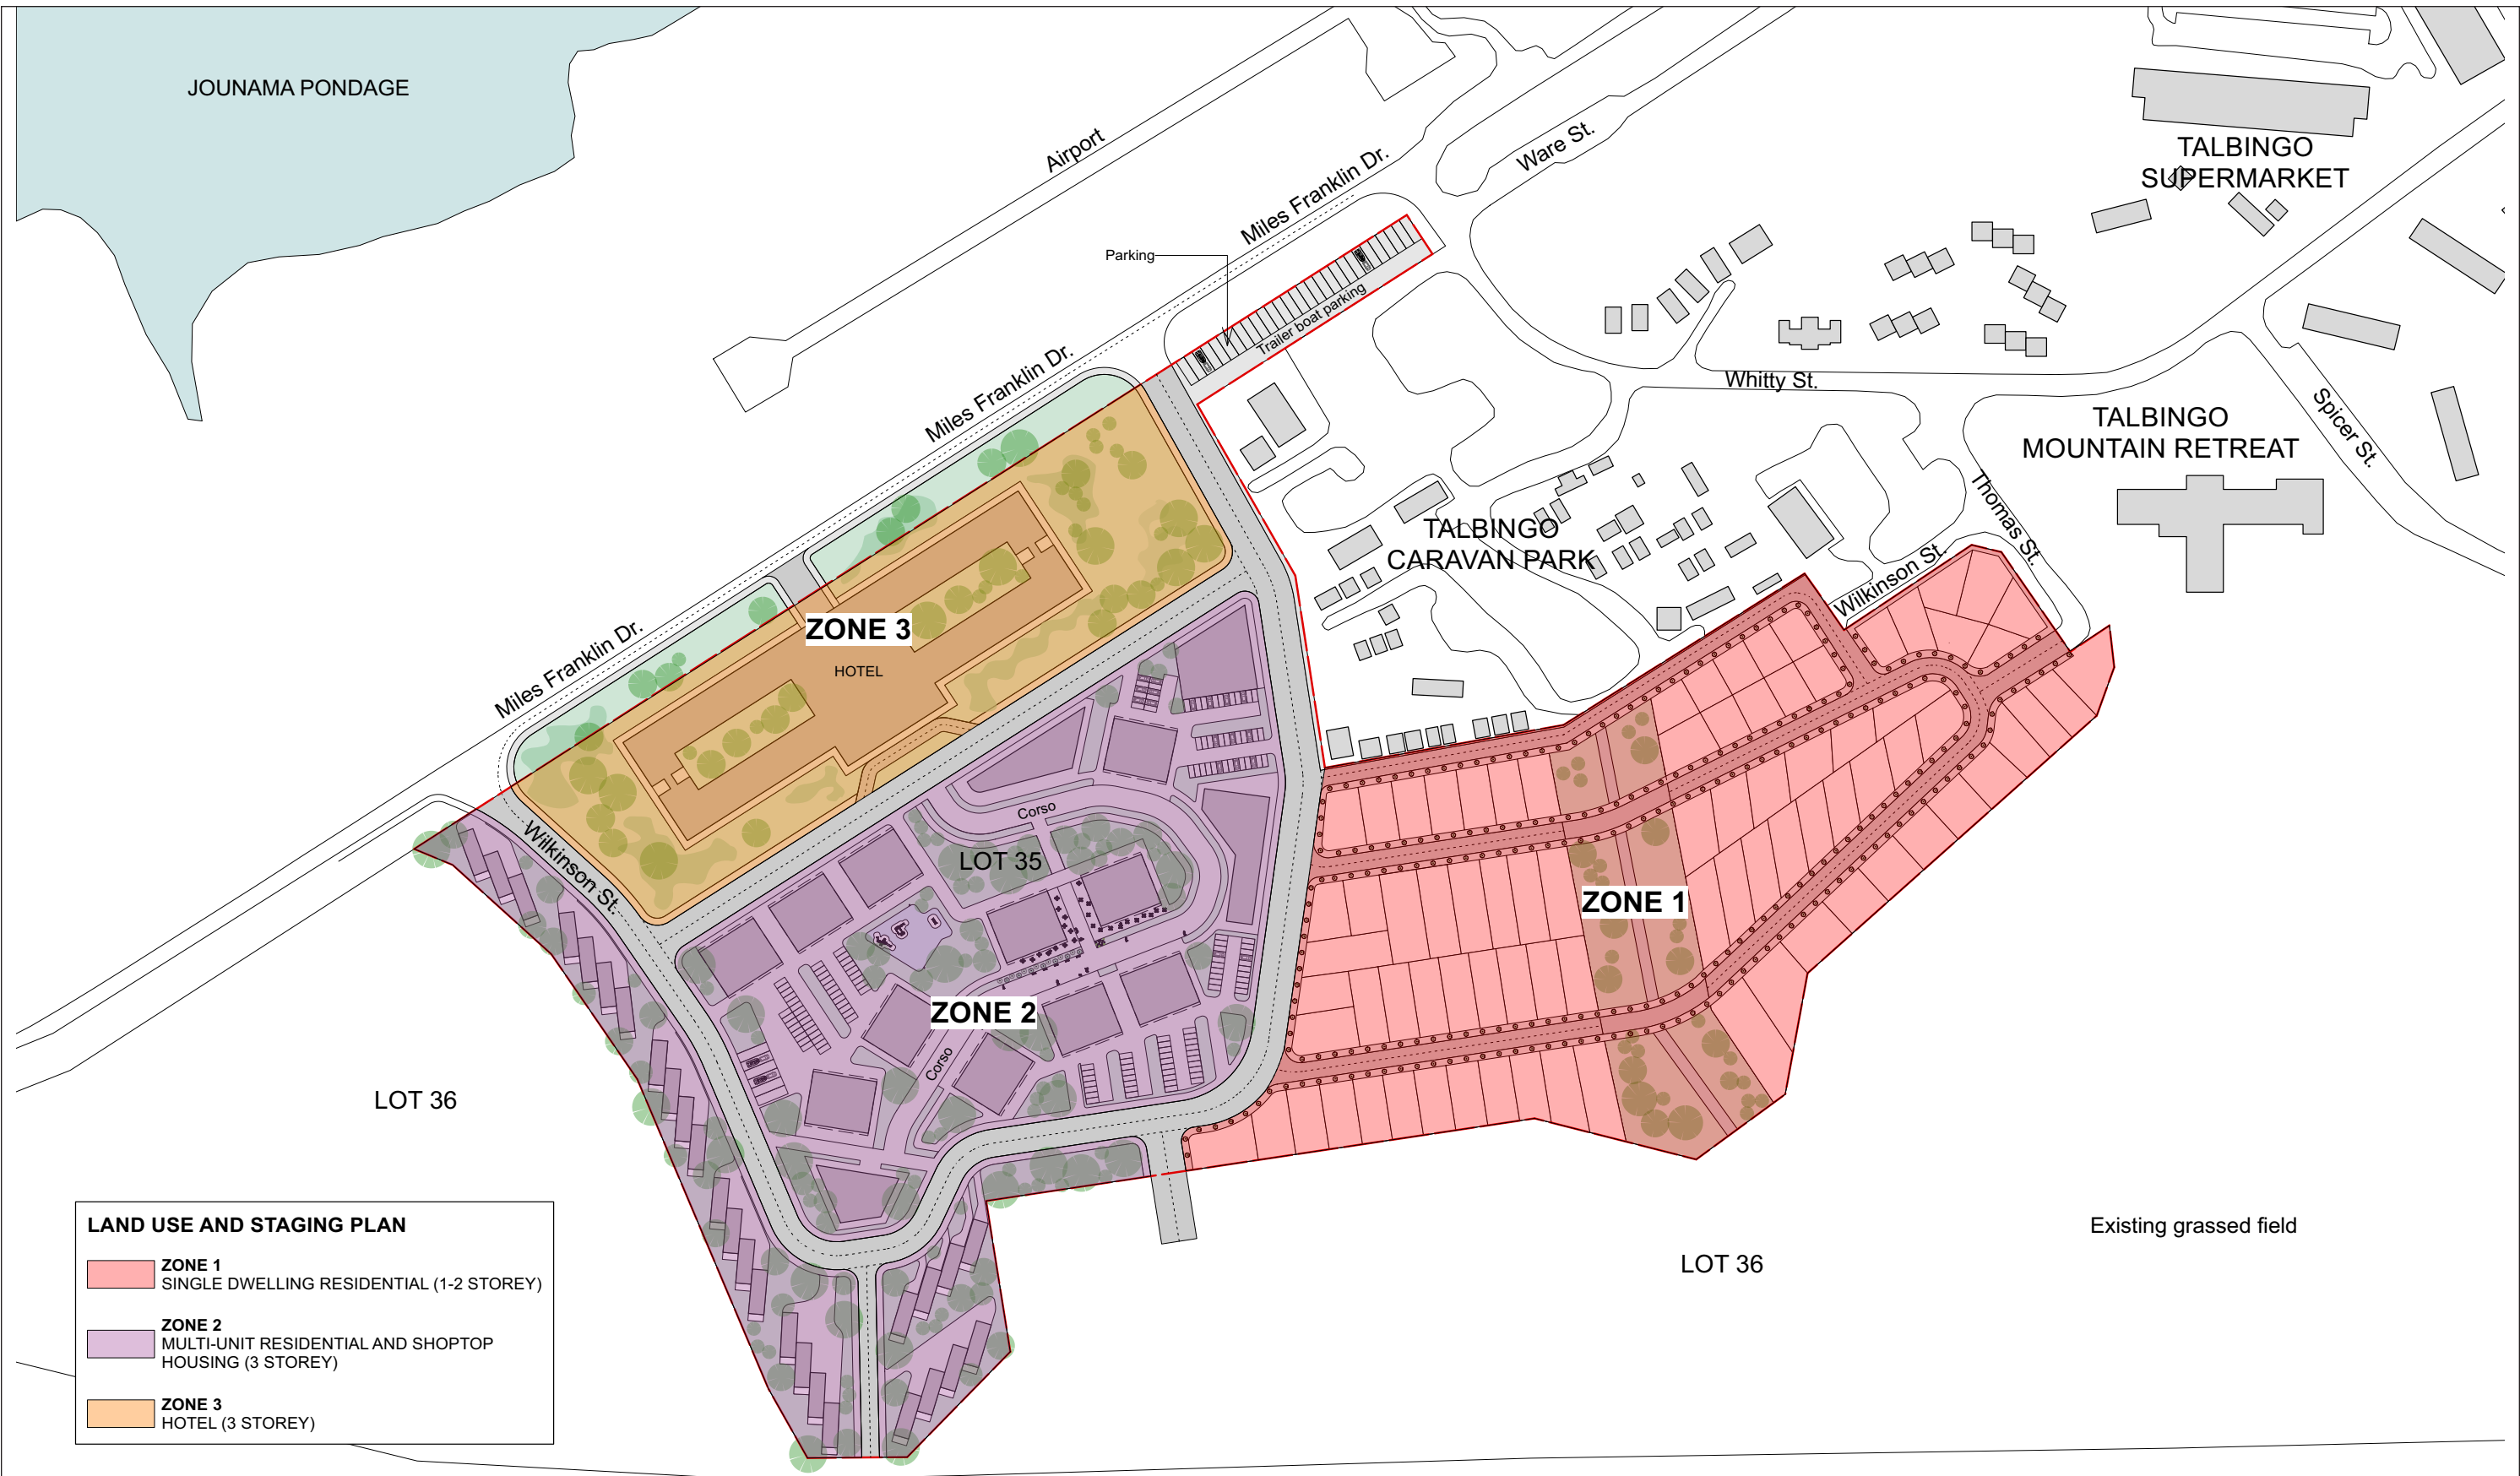 JOUNAMA PONDAGE
Airport
Miles Franklin Dr.
Ware St.
TALBINGO
SUPERMARKET
Parking
Trailer boat parking
Miles Franklin Dr.
Whitty St.
Spicer St.
TALBINGO
MOUNTAIN RETREAT
Thomas St.
TALBINGO
CARAVAN PARK
Wilkinson St.
Miles Franklin Dr.
ZONE 3
HOTEL
Wilkinson St.
Corso
LOT 35
ZONE 1
ZONE 2
Corso
LOT 36
LOT 36
Existing grassed field
LAND USE AND STAGING PLAN
ZONE 1
SINGLE DWELLING RESIDENTIAL (1-2 STOREY)
ZONE 2
MULTI-UNIT RESIDENTIAL AND SHOPTOP
HOUSING (3 STOREY)
ZONE 3
HOTEL (3 STOREY)